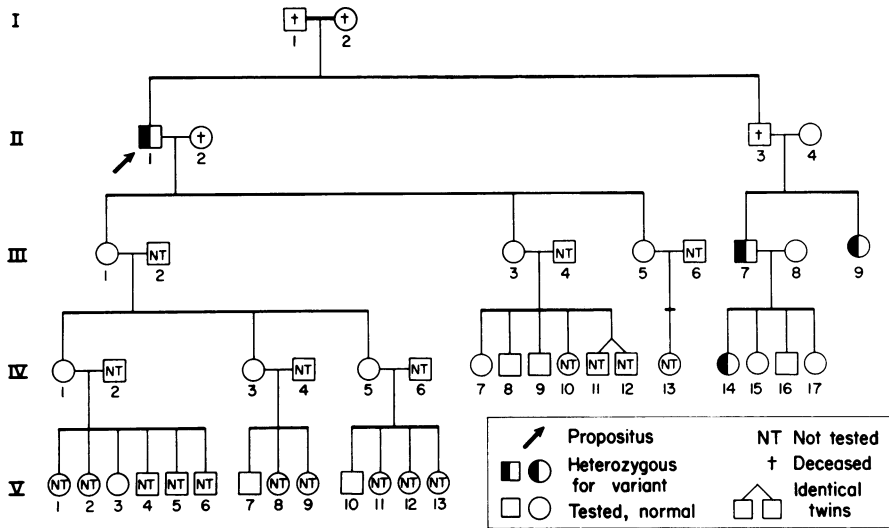 I
† †
1 2
II
† †
1 2 3 4
III
NT NT NT
1 2 3 4 5 6 7 8 9
IV
NT NT NT NT NT NT NT NT
1 2 3 4 5 6 7 8 9 10 11 12 13 14 15 16 17
V
NT NT NT NT NT NT NT NT NT NT
1 2 3 4 5 6 7 8 9 10 11 12 13
Propositus
Heterozygous
for variant
Tested, normal
NT Not tested
† Deceased
Identical
twins